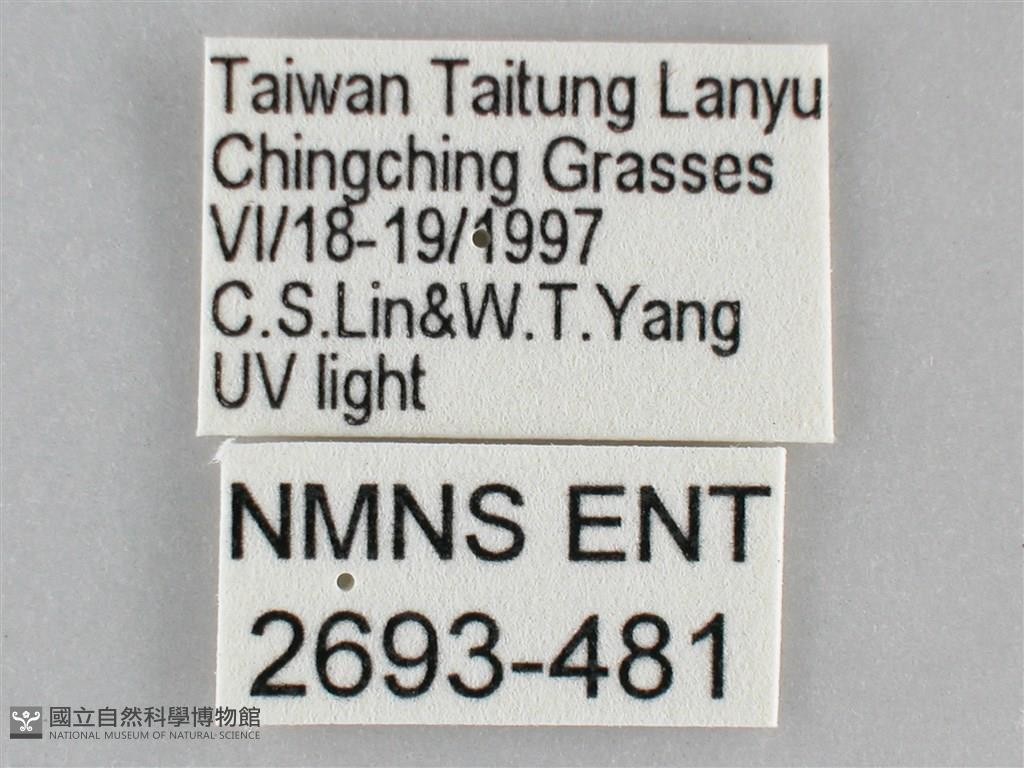 Taiwan Taitung Lanyu
Chingching Grasses
VI/18-19/1997
C.S.Lin&W.T.Yang
UV light
NMNS ENT
2693-481
國立自然科學博物館
NATIONAL MUSEUM OF NATURAL SCIENCE